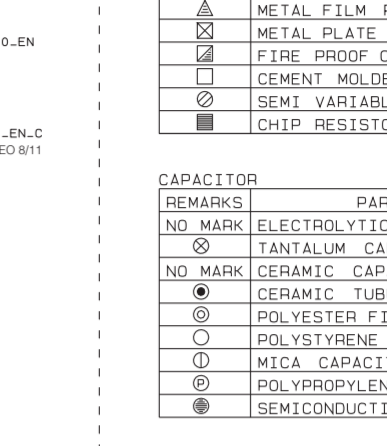 0_EN
_EN_C
EO 8/11
METAL FILM
METAL PLATE
FIRE PROOF
CEMENT MOLDE
SEMI VARIABL
CHIP RESISTO
CAPACITOR
REMARKS PAR
NO MARK ELECTROLYTIC
TANTALUM CA
NO MARK CERAMIC CAP
CERAMIC TUB
POLYESTER FI
POLYSTYRENE
MICA CAPACI
P POLYPROPYLEN
SEMICONDUCTI